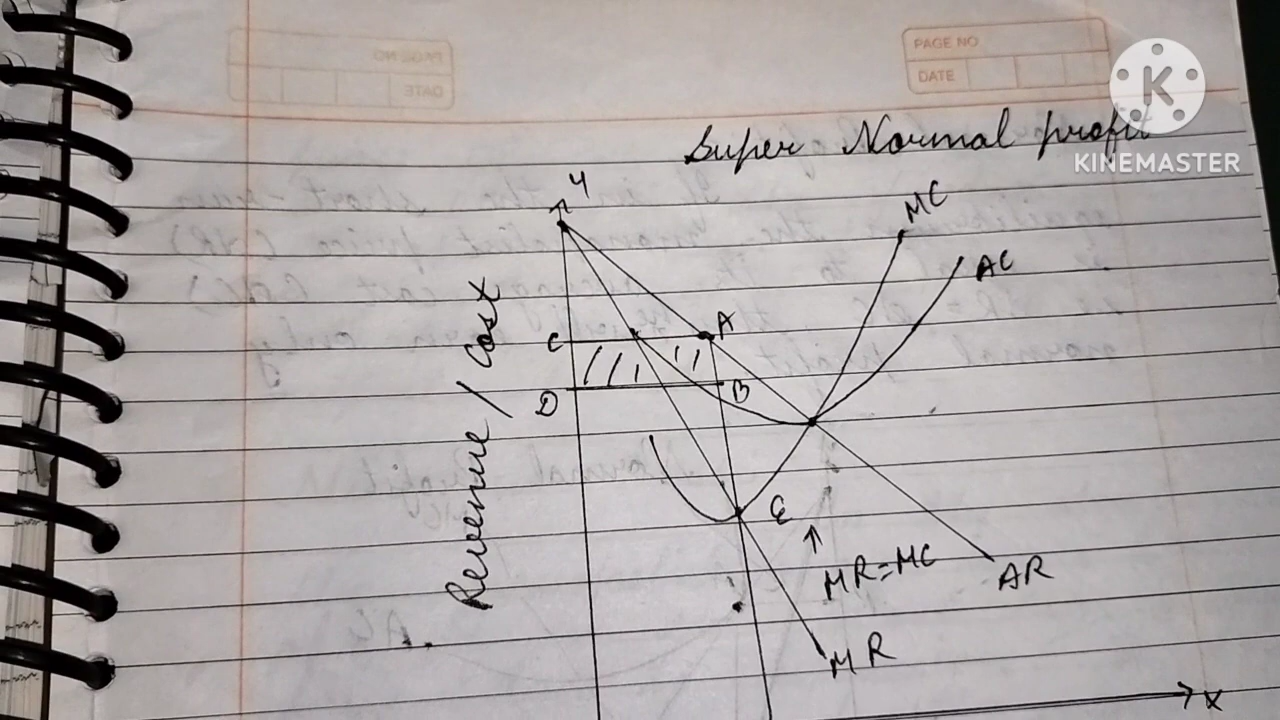 PAGE NO
DATE
K
KINEMASTER
Super Normal profit
Y
MC
AC
Revenue / Cost
C
A
D
B
E
MR=MC
AR
MR
X